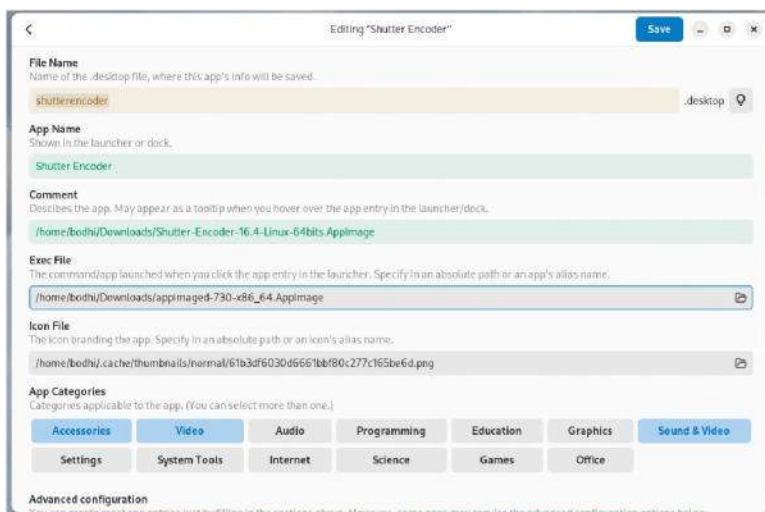 Editing "Shutter Encoder"
Save
File Name
Name of the .desktop file, where this app's info will be saved.
shutterencoder
.desktop
App Name
Shown in the launcher or dock.
Shutter Encoder
Comment
Descibes the app. May appear as a tooltip when you hover over the app entry in the launcher/dock.
/home/bodhi/Downloads/Shutter-Encoder-16.4-Linux-64bits.AppImage
Exec File
The command/app launched when you click the app entry in the launcher. Specify in an absolute path or an app's alias name.
/home/bodhi/Downloads/appimaged-730-x86_64.AppImage
Icon File
The icon branding the app. Specify in an absolute path or an icon's alias name.
/home/bodhi/.cache/thumbnails/normal/61b3df6030d6661bbf80c277c165be6d.png
App Categories
Categories applicable to the app. (You can select more than one.)
Accessories Video Audio Programming Education Graphics Sound & Video
Settings System Tools Internet Science Games Office
Advanced configuration